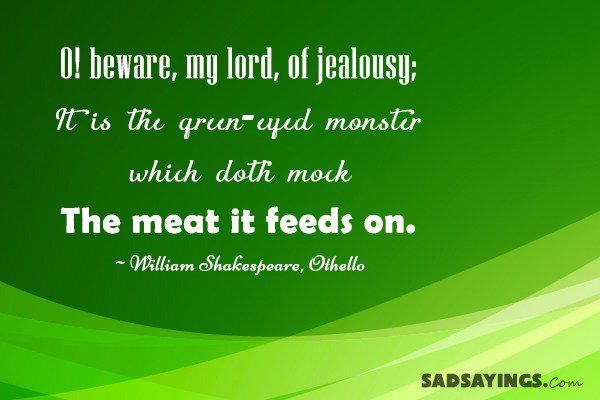 O! beware, my lord, of jealousy;
It is the green-eyed monster
which doth mock
The meat it feeds on.
~ William Shakespeare, Othello
SADSAYINGS.Com